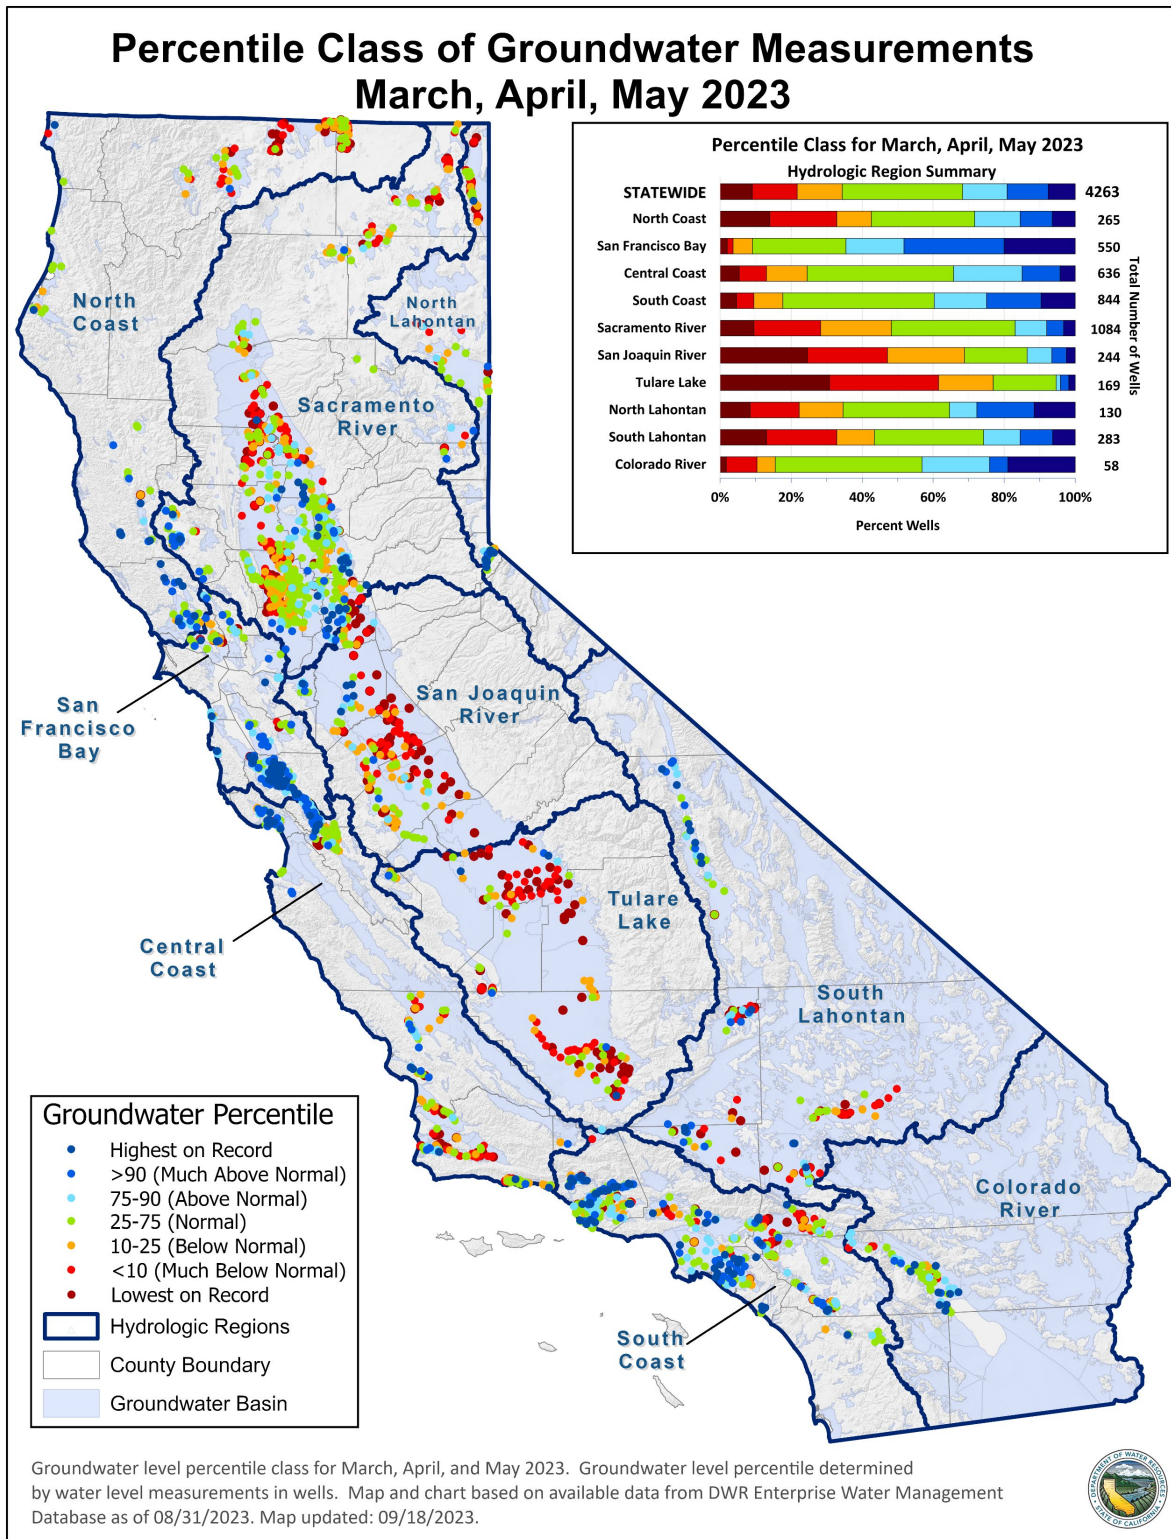 Percentile Class of Groundwater Measurements
March, April, May 2023
Percentile Class for March, April, May 2023
Hydrologic Region Summary
STATEWIDE 4263
North Coast 265
San Francisco Bay 550
Central Coast 636
South Coast 844
Sacramento River 1084
San Joaquin River 244
Tulare Lake 169
North Lahontan 130
South Lahontan 283
Colorado River 58
Total Number of Wells
0% 20% 40% 60% 80% 100%
Percent Wells
North
Coast
North
Lahontan
Sacramento
River
San Joaquin
River
San
Francisco
Bay
Tulare
Lake
Central
Coast
South
Lahontan
Colorado
River
South
Coast
Groundwater Percentile
Highest on Record
>90 (Much Above Normal)
75-90 (Above Normal)
25-75 (Normal)
10-25 (Below Normal)
<10 (Much Below Normal)
Lowest on Record
Hydrologic Regions
County Boundary
Groundwater Basin
Groundwater level percentile class for March, April, and May 2023. Groundwater level percentile determined
by water level measurements in wells. Map and chart based on available data from DWR Enterprise Water Management
Database as of 08/31/2023. Map updated: 09/18/2023.
DEPARTMENT OF WATER RESOURCES
STATE OF CALIFORNIA